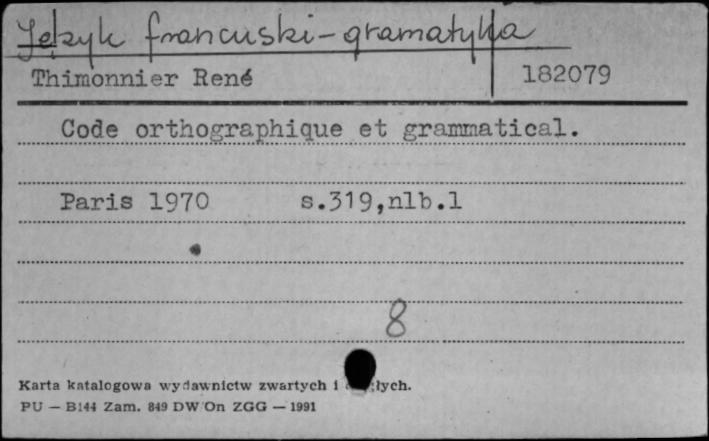 Język francuski - gramatyka
Thimonnier René 182079
Code orthographique et grammatical.
Paris 1970 s.319,nlb.1
8
Karta katalogowa wydawnictw zwartych i
PU — B144 Zam. 849 DW On ZGG — 1991